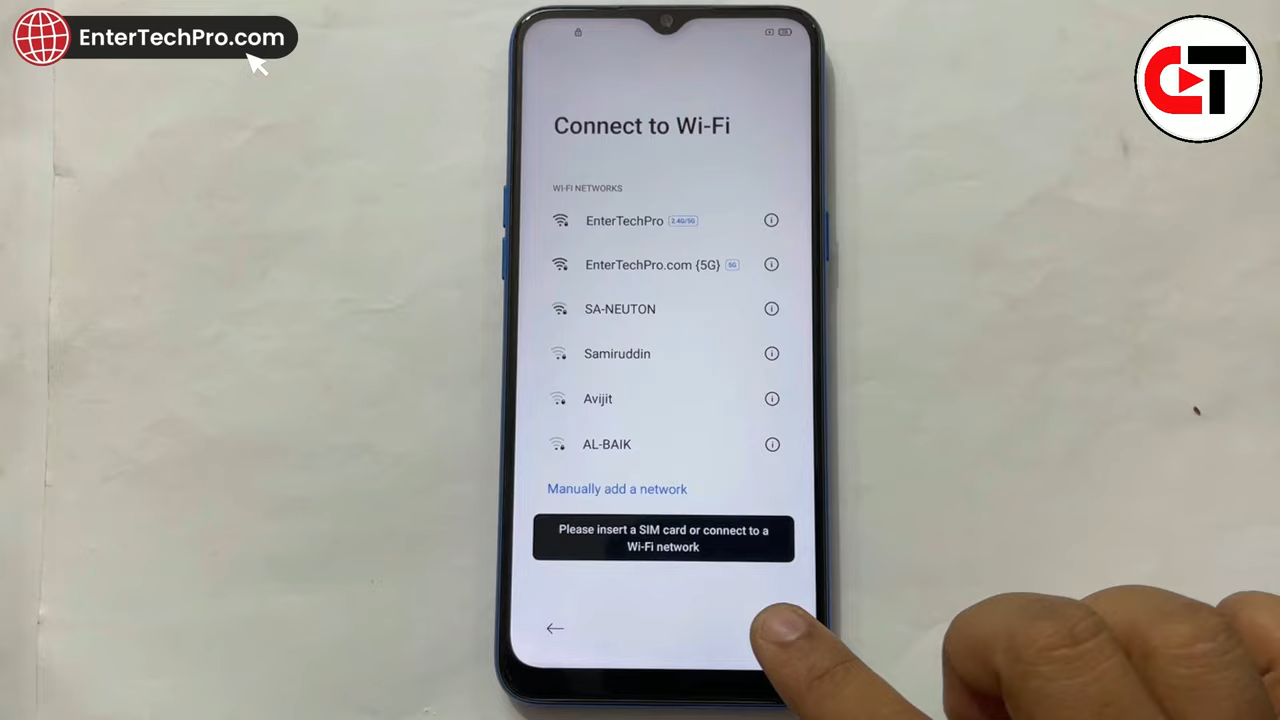 EnterTechPro.com
CT
Connect to Wi-Fi
WI-FI NETWORKS
EnterTechPro 2.4G/5G
EnterTechPro.com {5G} 5G
SA-NEUTON
Samiruddin
Avijit
AL-BAIK
Manually add a network
Please insert a SIM card or connect to a
Wi-Fi network